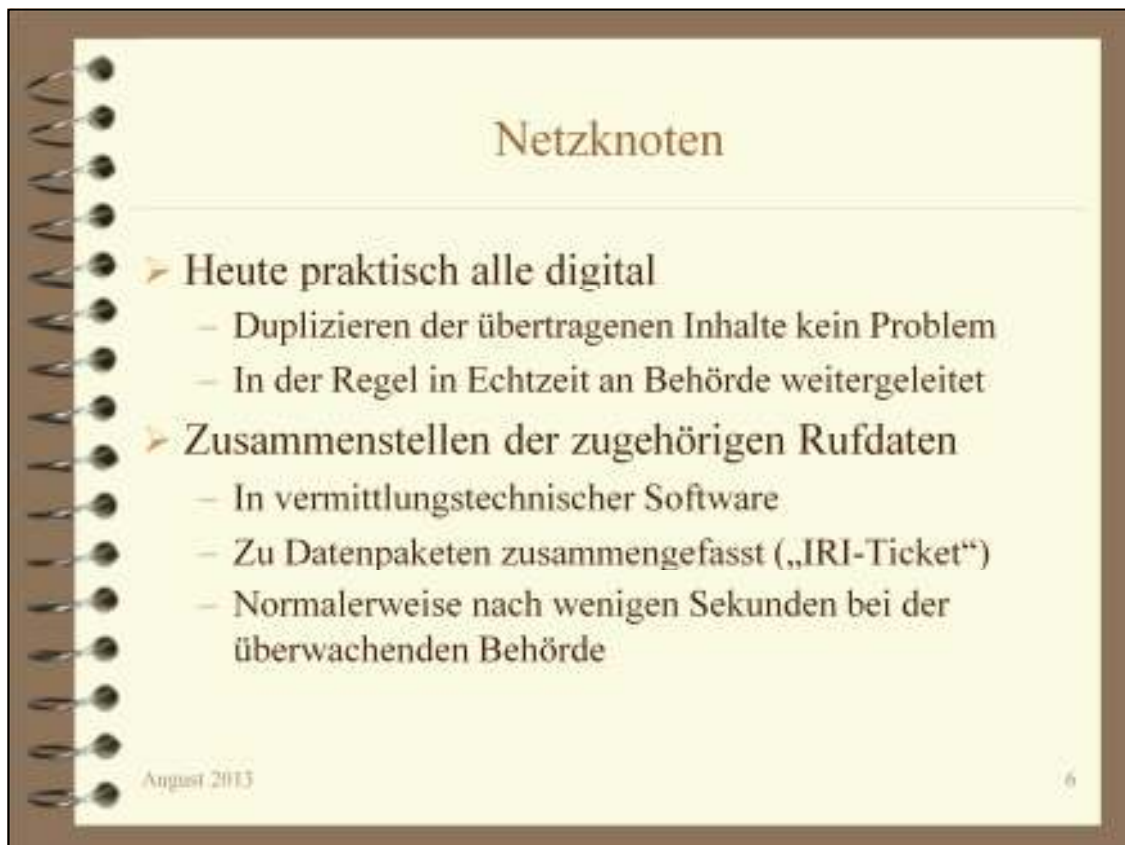 Netzknoten
Heute praktisch alle digital
– Duplizieren der übertragenen Inhalte kein Problem
– In der Regel in Echtzeit an Behörde weitergeleitet
Zusammenstellen der zugehörigen Rufdaten
– In vermittlungstechnischer Software
– Zu Datenpaketen zusammengefasst („IRI-Ticket“)
– Normalerweise nach wenigen Sekunden bei der
überwachenden Behörde
August 2013
6